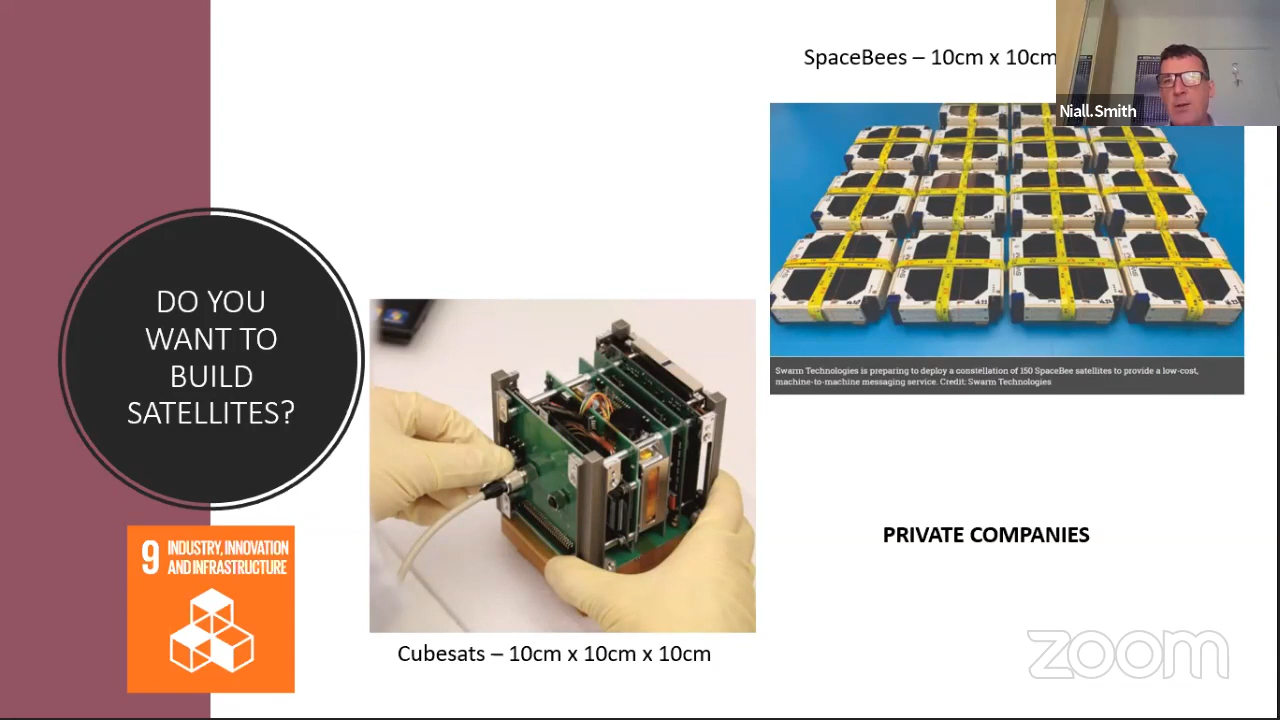 SpaceBees – 10cm x 10cm
Niall.Smith
Swarm Technologies is preparing to deploy a constellation of 150 SpaceBee satellites to provide a low-cost,
machine-to-machine messaging service. Credit: Swarm Technologies
DO YOU
WANT TO
BUILD
SATELLITES?
9 INDUSTRY, INNOVATION
AND INFRASTRUCTURE
PRIVATE COMPANIES
Cubesats – 10cm x 10cm x 10cm
zoom